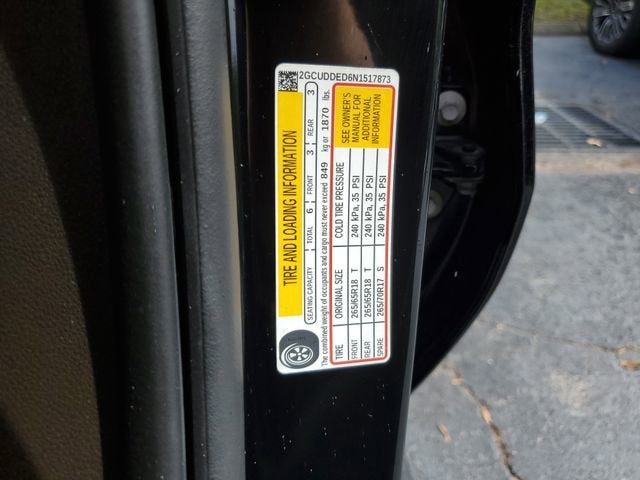 2GCUDDED6N1517873
TIRE AND LOADING INFORMATION
SEATING CAPACITY TOTAL 6 FRONT 3 REAR 3
The combined weight of occupants and cargo must never exceed 849 kg or 1870 lbs.
TIRE ORIGINAL SIZE COLD TIRE PRESSURE
FRONT 265/65R18 T 240 kPa, 35 PSI
REAR 265/65R18 T 240 kPa, 35 PSI
SPARE 265/70R17 S 240 kPa, 35 PSI
SEE OWNER'S
MANUAL FOR
ADDITIONAL
INFORMATION